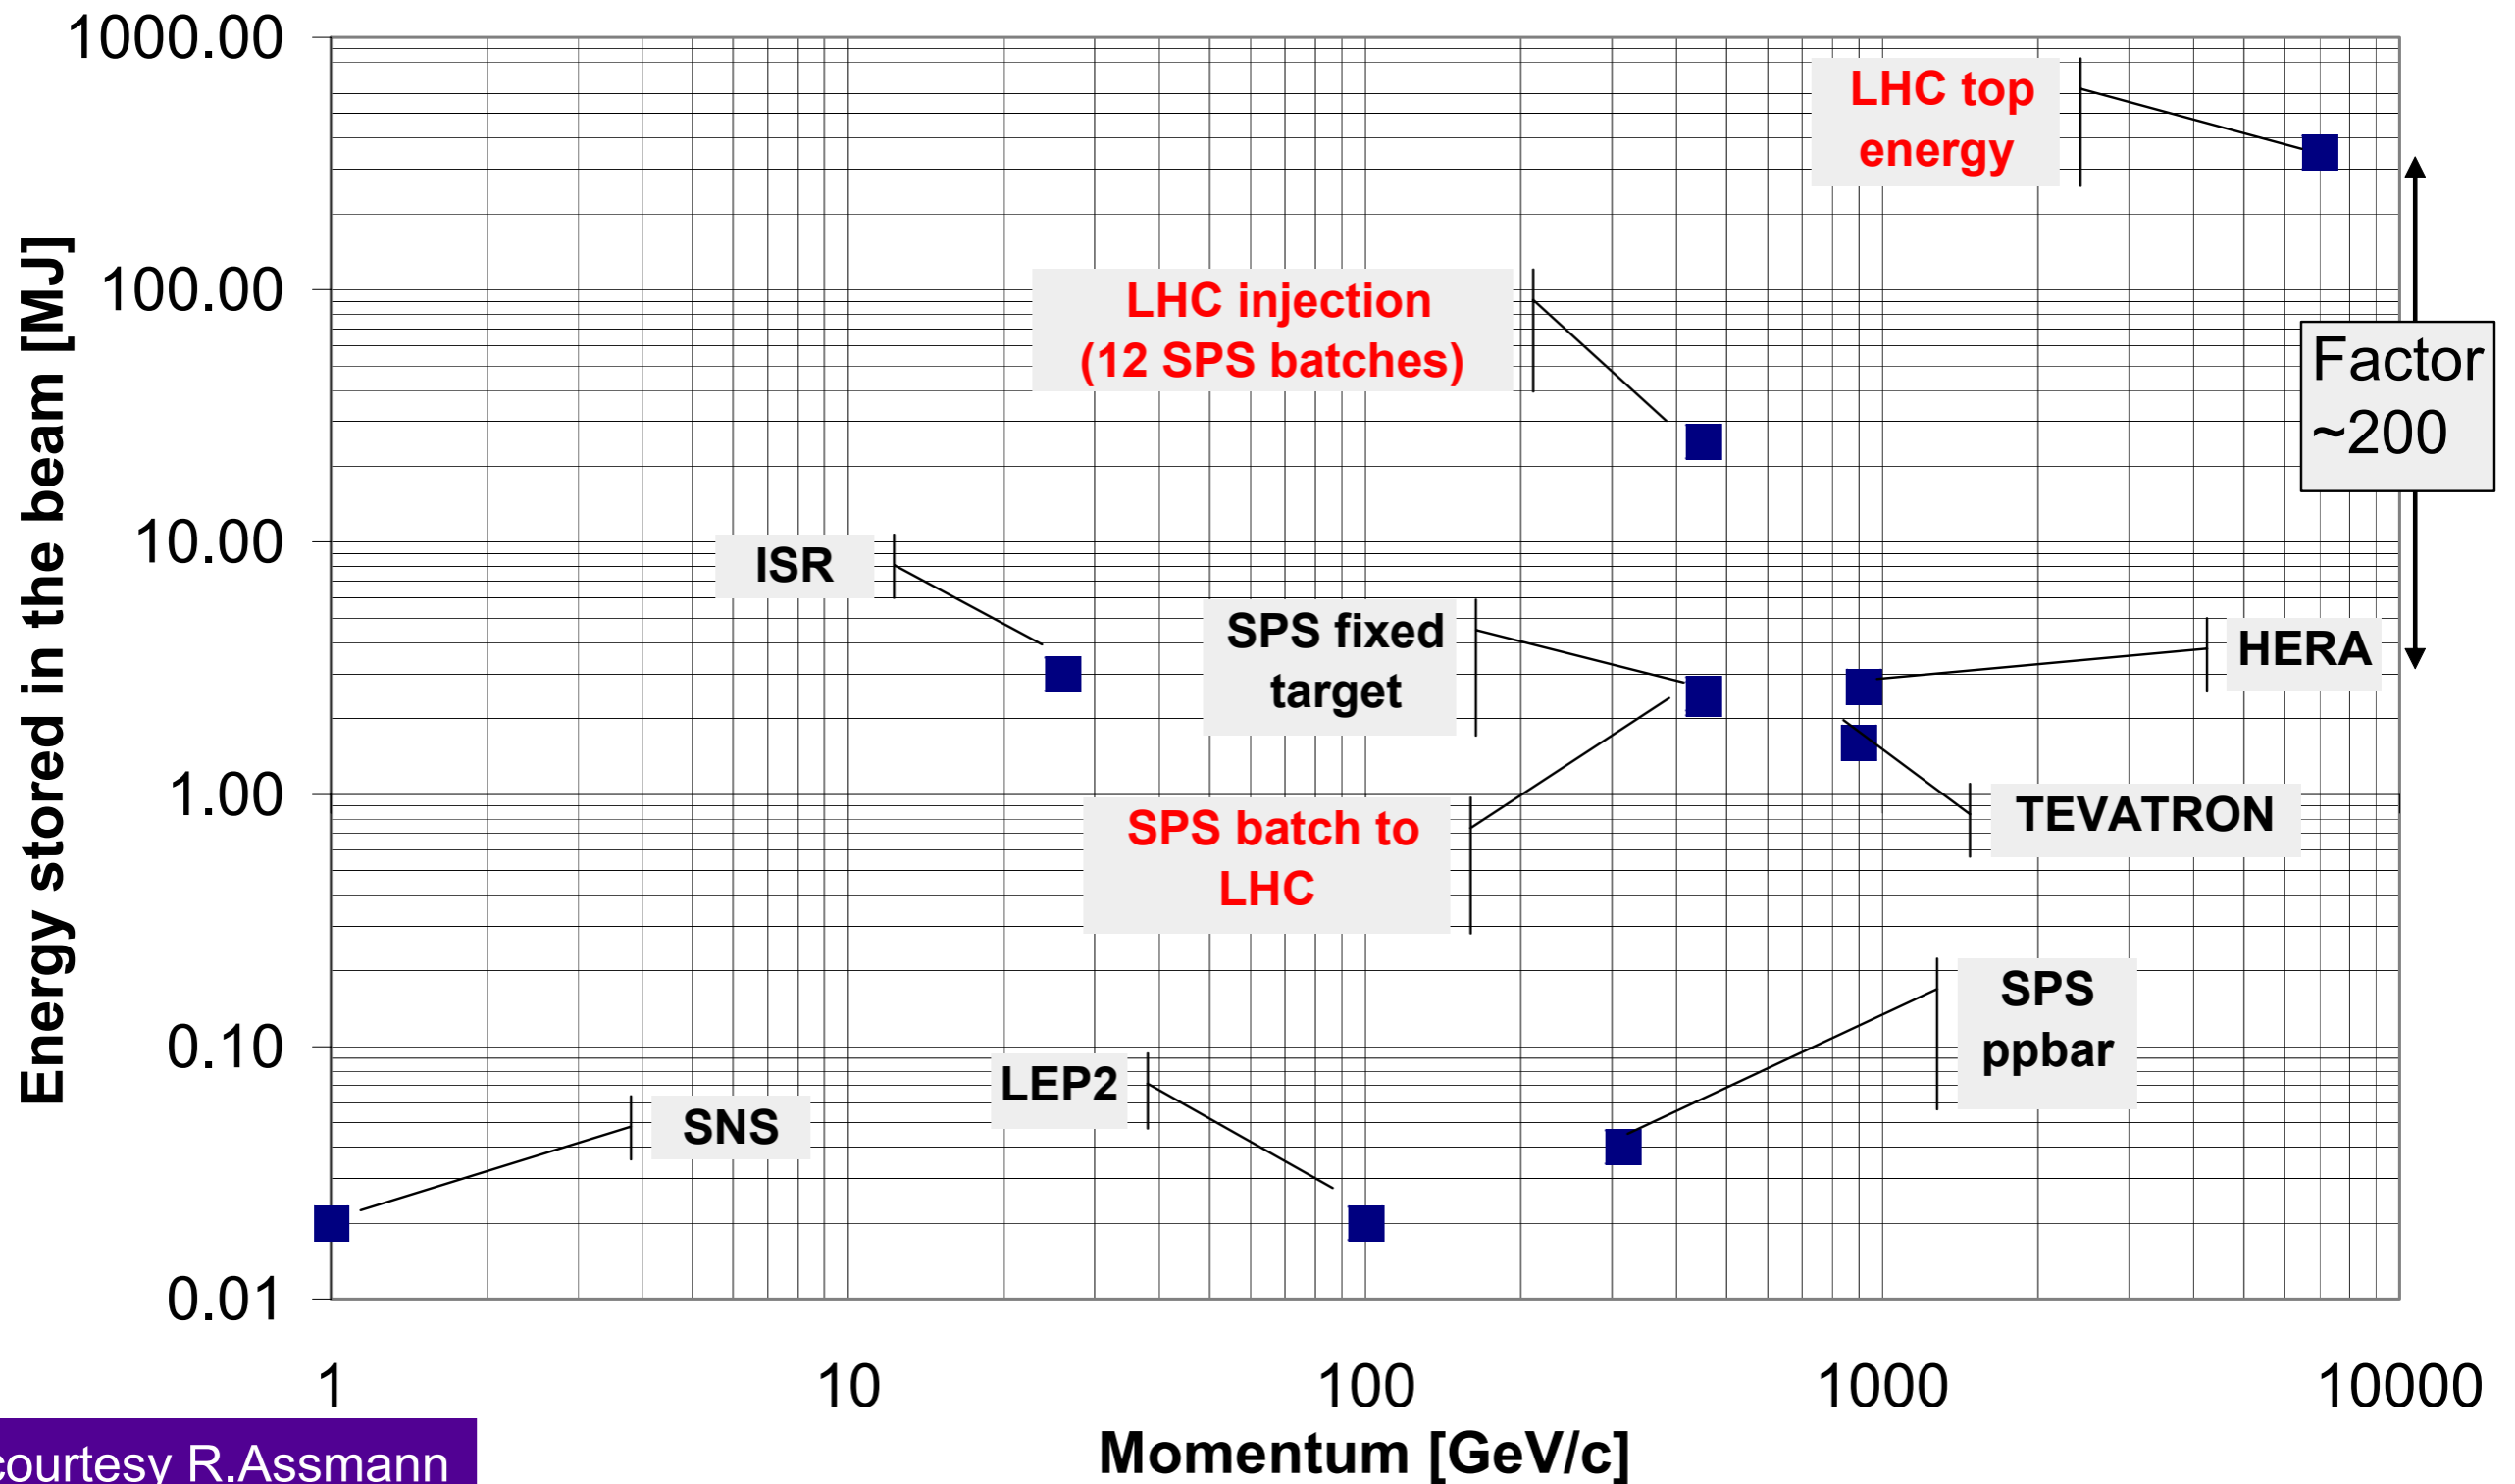 Energy stored in the beam [MJ]
1000.00
100.00
10.00
1.00
0.10
0.01
LHC top
energy
LHC injection
(12 SPS batches)
Factor
~200
ISR
SPS fixed
target
HERA
TEVATRON
SPS batch to
LHC
SPS
ppbar
LEP2
SNS
1
10
100
1000
10000
Momentum [GeV/c]
courtesy R.Assmann